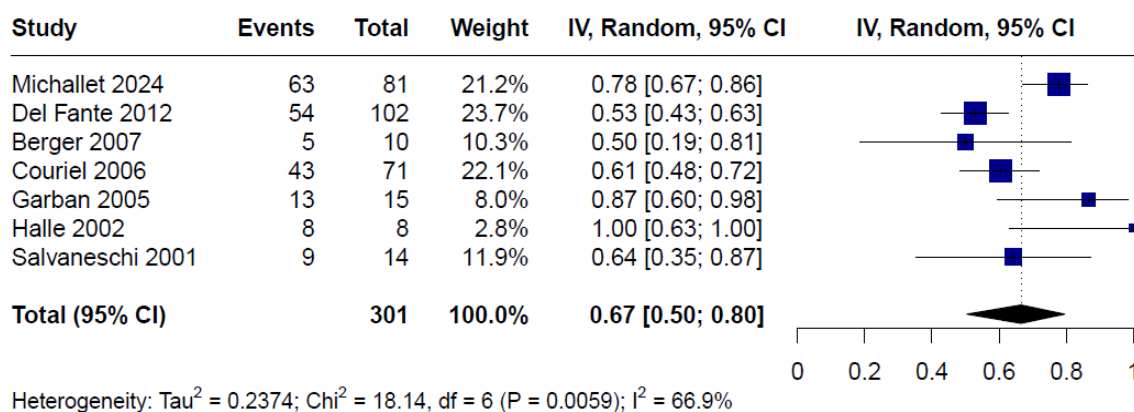 Study Events Total Weight IV, Random, 95% CI IV, Random, 95% CI
Michallet 2024 63 81 21.2% 0.78 [0.67; 0.86]
Del Fante 2012 54 102 23.7% 0.53 [0.43; 0.63]
Berger 2007 5 10 10.3% 0.50 [0.19; 0.81]
Couriel 2006 43 71 22.1% 0.61 [0.48; 0.72]
Garban 2005 13 15 8.0% 0.87 [0.60; 0.98]
Halle 2002 8 8 2.8% 1.00 [0.63; 1.00]
Salvaneschi 2001 9 14 11.9% 0.64 [0.35; 0.87]
Total (95% CI) 301 100.0% 0.67 [0.50; 0.80]
0 0.2 0.4 0.6 0.8 1
Heterogeneity: Tau² = 0.2374; Chi² = 18.14, df = 6 (P = 0.0059); I² = 66.9%